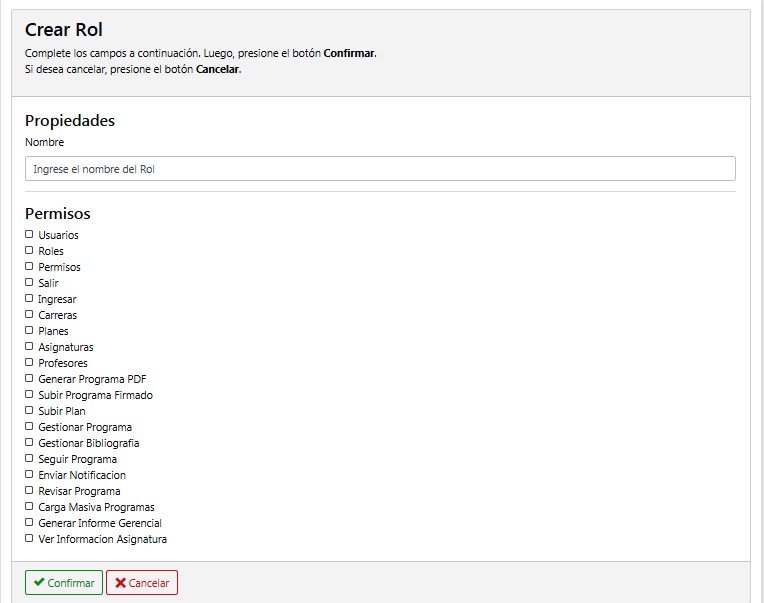 Crear Rol
Complete los campos a continuación. Luego, presione el botón Confirmar.
Si desea cancelar, presione el botón Cancelar.
Propiedades
Nombre
Ingrese el nombre del Rol
Permisos
Usuarios
Roles
Permisos
Salir
Ingresar
Carreras
Planes
Asignaturas
Profesores
Generar Programa PDF
Subir Programa Firmado
Subir Plan
Gestionar Programa
Gestionar Bibliografia
Seguir Programa
Enviar Notificacion
Revisar Programa
Carga Masiva Programas
Generar Informe Gerencial
Ver Informacion Asignatura
Confirmar Cancelar